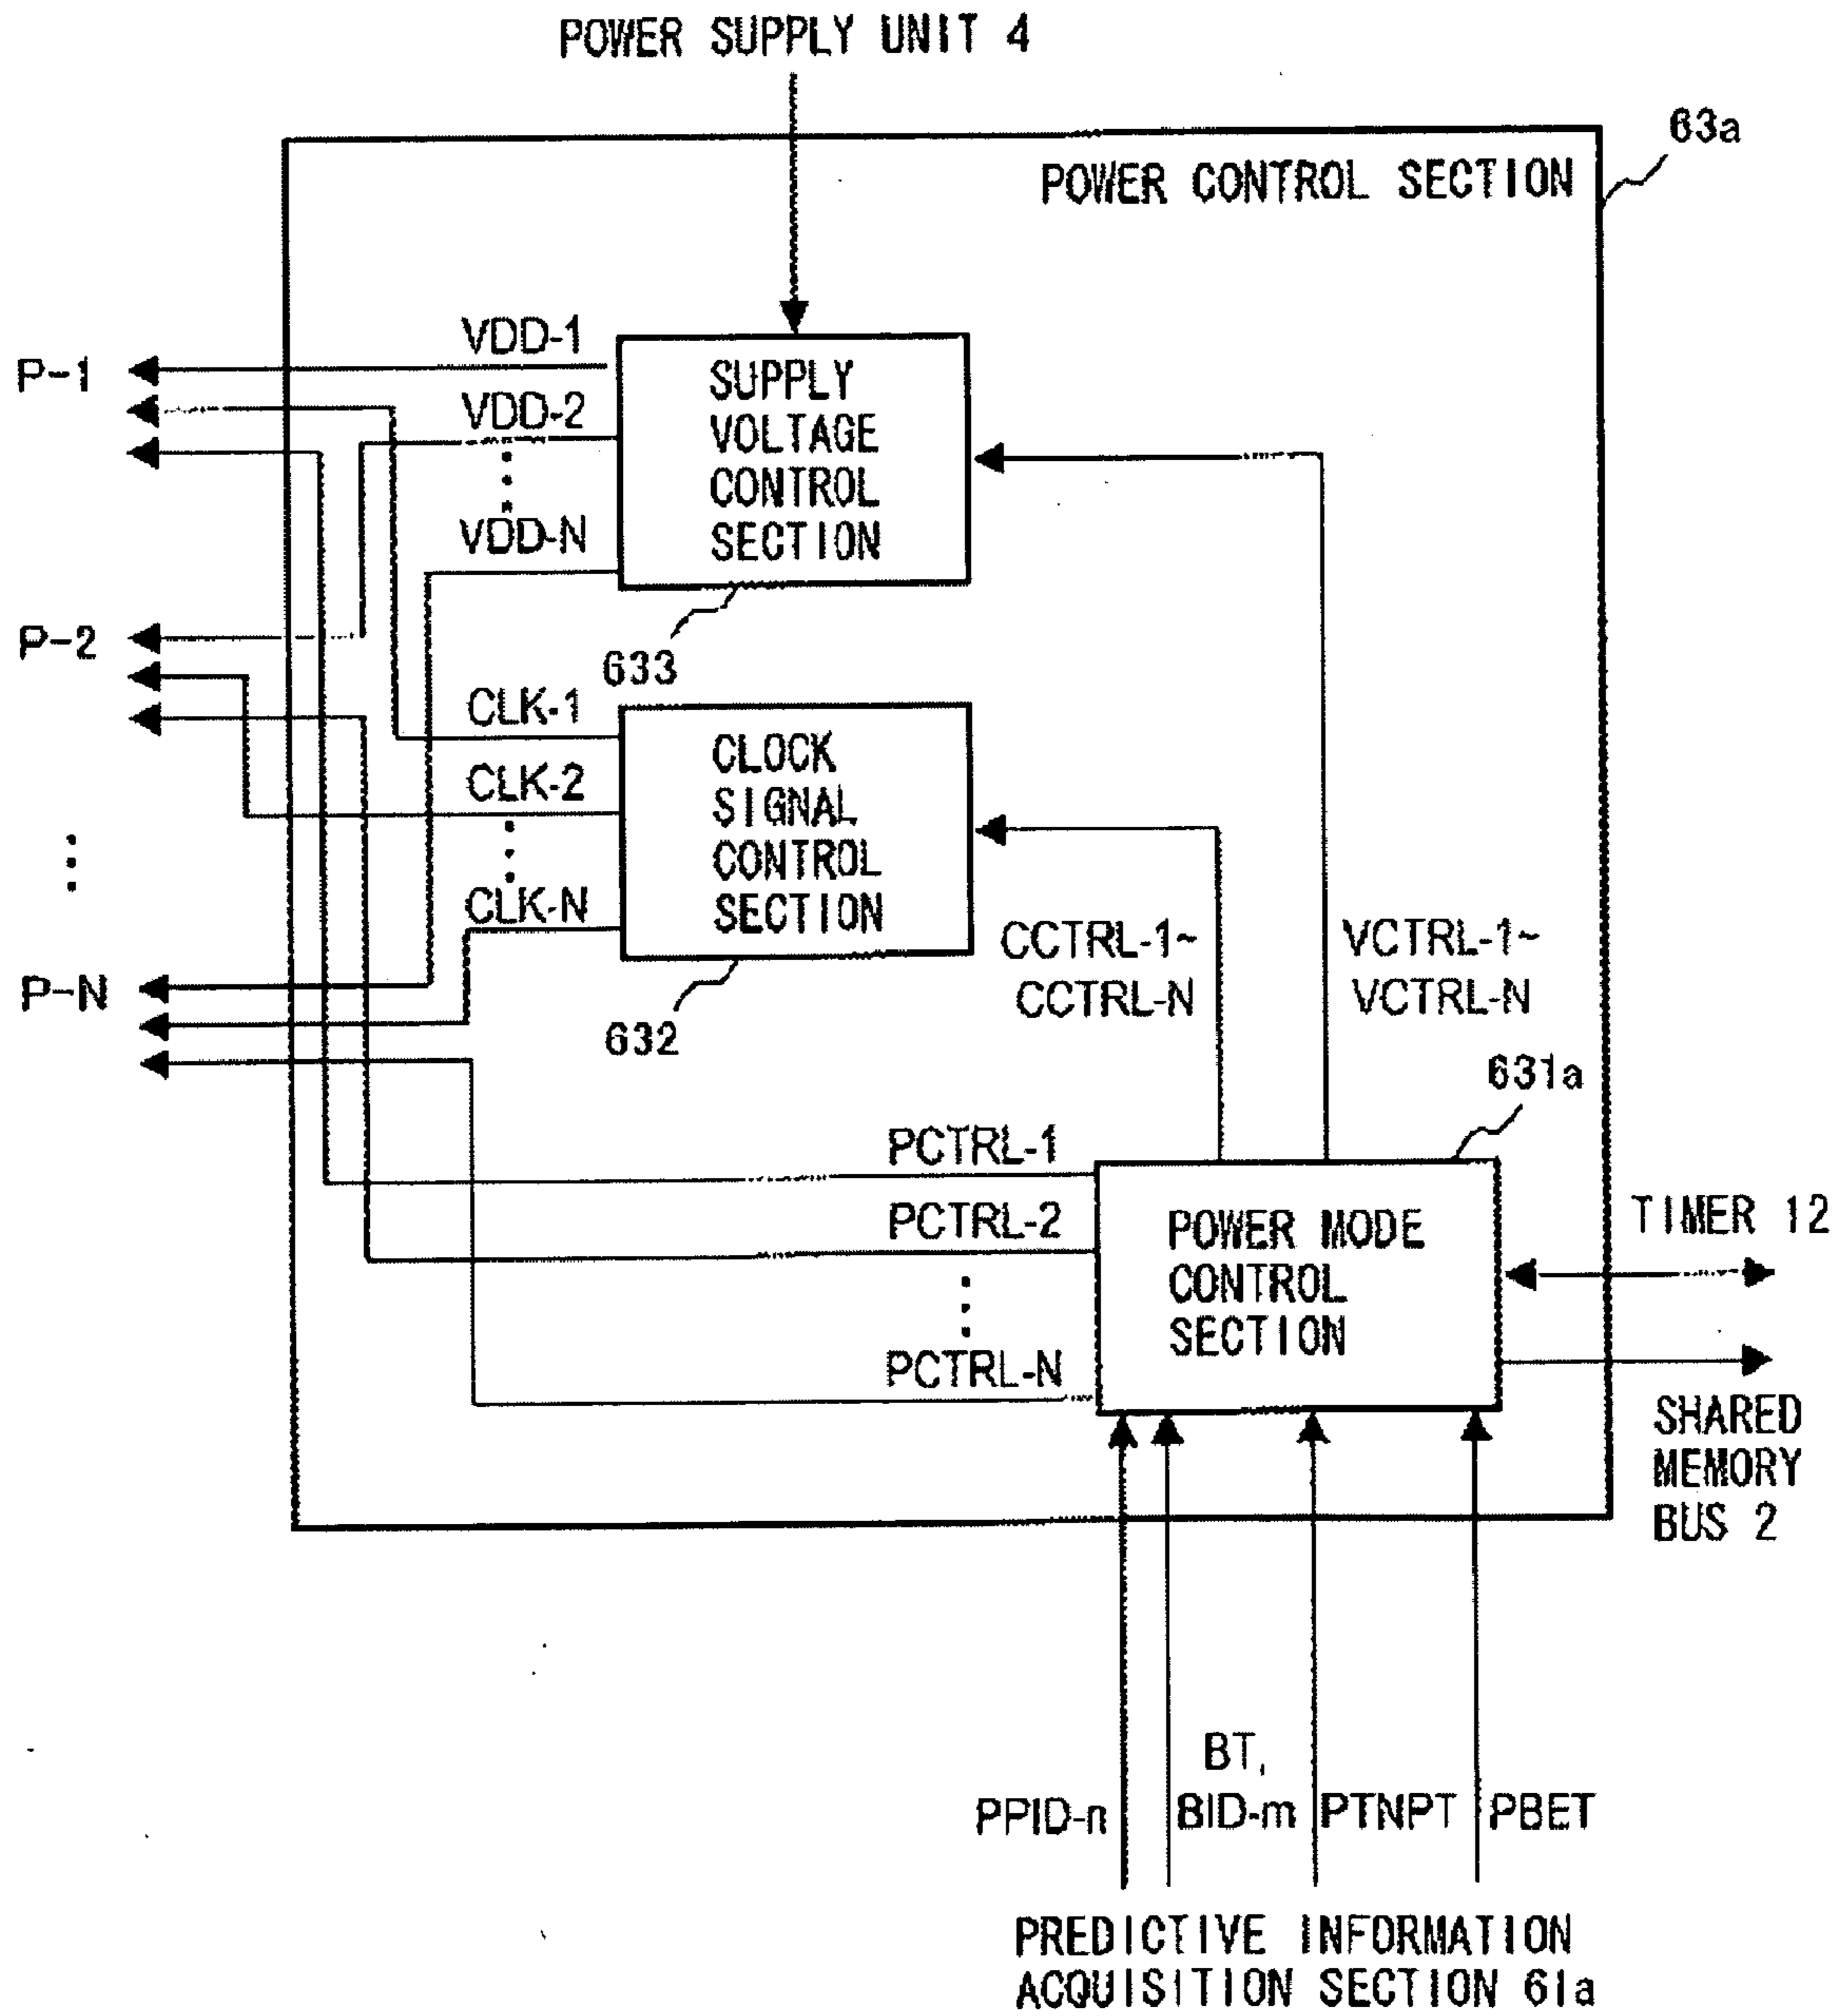 POWER SUPPLY UNIT 4
63a
POWER CONTROL SECTION
P-1
VDD-1
VDD-2
VDD-N
SUPPLY
VOLTAGE
CONTROL
SECTION
633
P-2
CLK-1
CLK-2
CLK-N
CLOCK
SIGNAL
CONTROL
SECTION
632
P-N
CCTRL-1~
CCTRL-N
VCTRL-1~
VCTRL-N
631a
PCTRL-1
PCTRL-2
PCTRL-N
POWER MODE
CONTROL
SECTION
TIMER 12
SHARED
MEMORY
BUS 2
PPID-n
BT,
BID-m
PTNPT
PBET
PREDICTIVE INFORMATION
ACQUISITION SECTION 61a